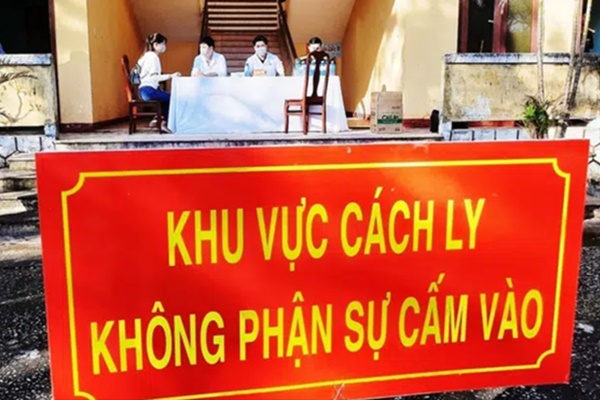 KHU VỰC CÁCH LY
KHÔNG PHẬN SỰ CẤM VÀO